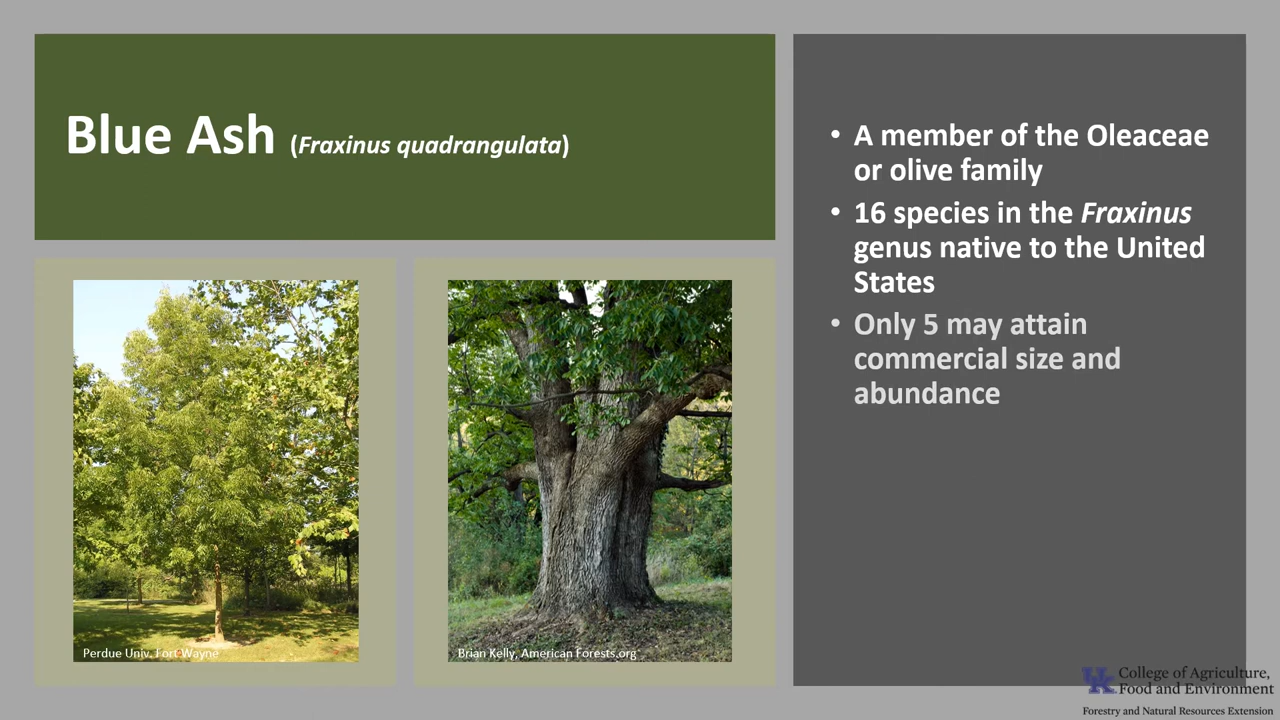 Blue Ash (Fraxinus quadrangulata)
• A member of the Oleaceae
or olive family
• 16 species in the Fraxinus
genus native to the United
States
• Only 5 may attain
commercial size and
abundance
Perdue Univ. Fort Wayne
Brian Kelly, American Forests.org
UK College of Agriculture,
Food and Environment
Forestry and Natural Resources Extension